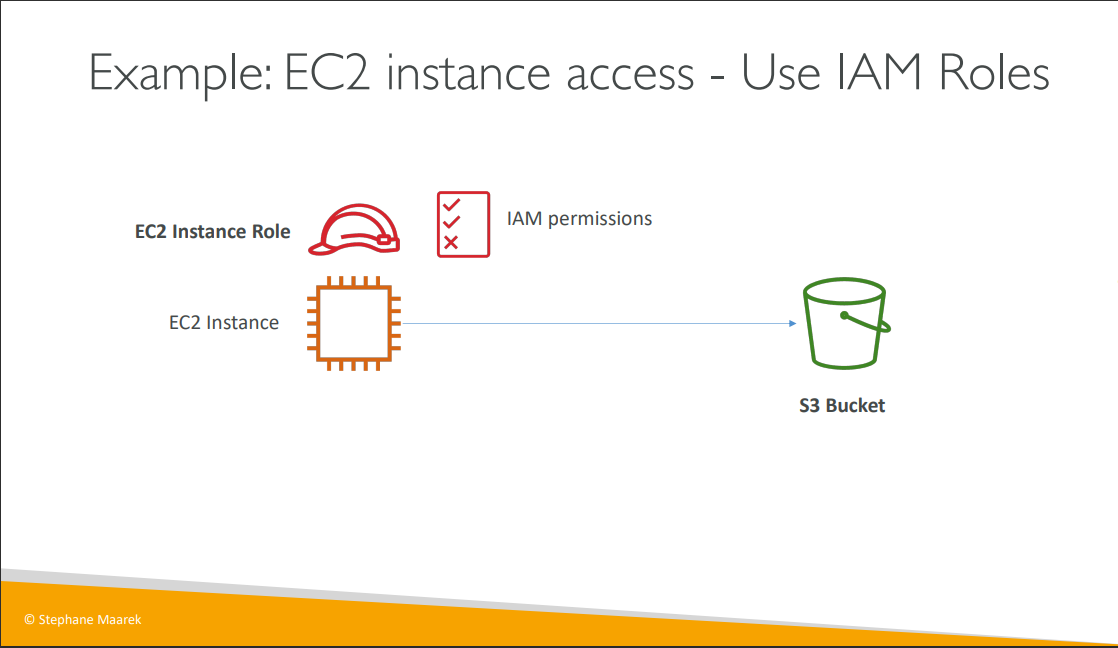 Example: EC2 instance access - Use IAM Roles
EC2 Instance Role
IAM permissions
EC2 Instance
S3 Bucket
© Stephane Maarek